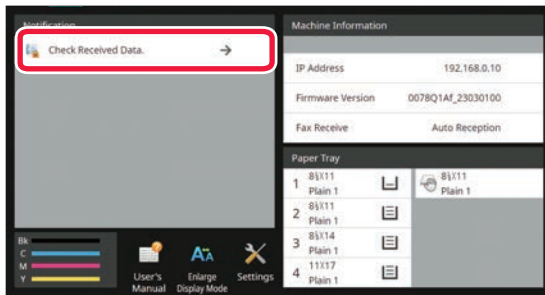 Notification
Check Received Data.
Machine Information
IP Address 192.168.0.10
Firmware Version 0078Q1Af_23030100
Fax Receive Auto Reception
Paper Tray
1 8½X11
Plain 1
8½X11
Plain 1
2 8½X11
Plain 1
3 8½X14
Plain 1
4 11X17
Plain 1
Bk
C
M
Y
User's
Manual
Enlarge
Display Mode
Settings